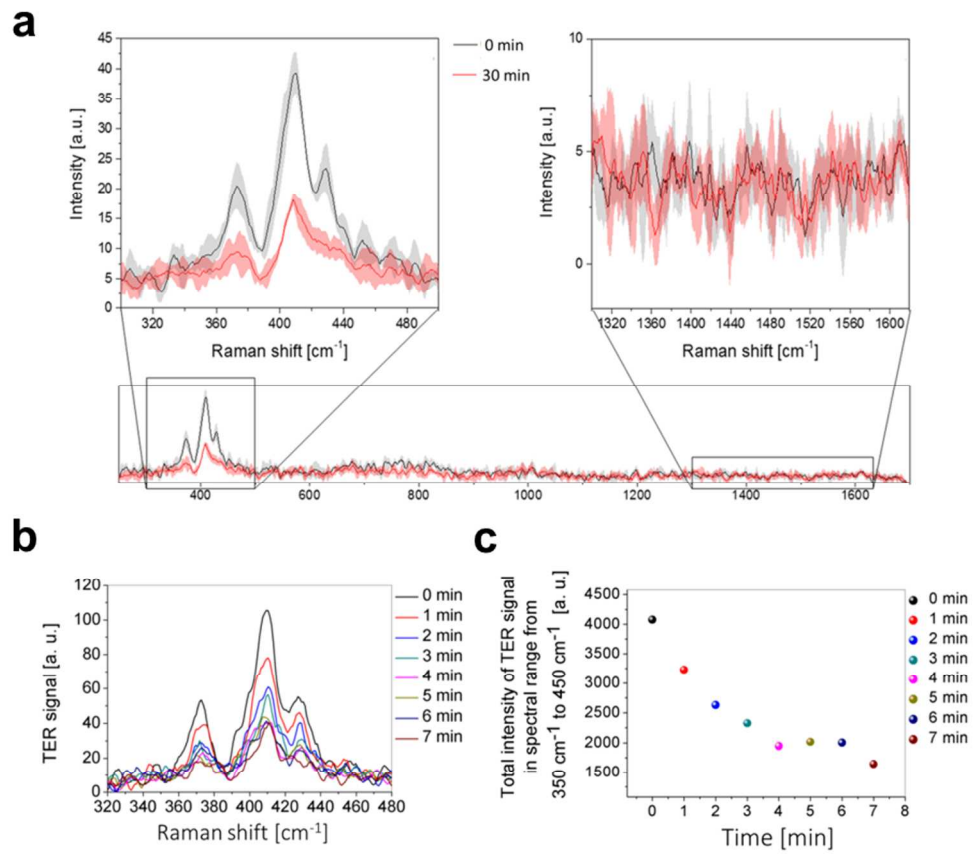 a
45
40
35
30
25
20
15
10
5
0
Intensity [a.u.]
320 360 400 440 480
Raman shift [cm-1]
0 min
30 min
10
5
0
Intensity [a.u.]
1320 1360 1400 1440 1480 1520 1560 1600
Raman shift [cm-1]
400 600 800 1000 1200 1400 1600
b
120
100
80
60
40
20
0
TER signal [a. u.]
320 340 360 380 400 420 440 460 480
Raman shift [cm-1]
0 min
1 min
2 min
3 min
4 min
5 min
6 min
7 min
c
Total intensity of TER signal
in spectral range from
350 cm-1 to 450 cm-1 [a. u.]
4500
4000
3500
3000
2500
2000
1500
0 1 2 3 4 5 6 7 8
Time [min]
0 min
1 min
2 min
3 min
4 min
5 min
6 min
7 min